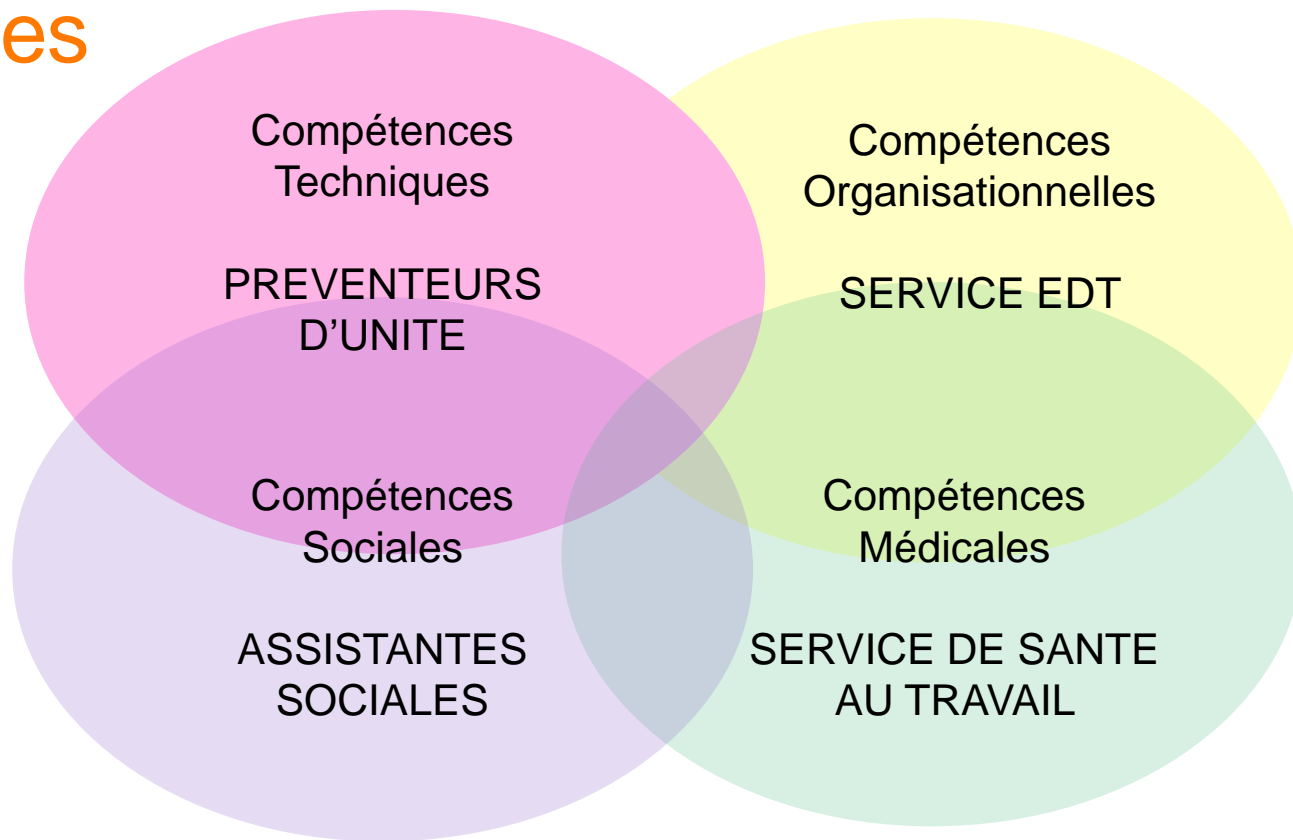 es
Compétences
Techniques
PREVENTEURS
D’UNITE
Compétences
Organisationnelles
SERVICE EDT
Compétences
Sociales
ASSISTANTES
SOCIALES
Compétences
Médicales
SERVICE DE SANTE
AU TRAVAIL